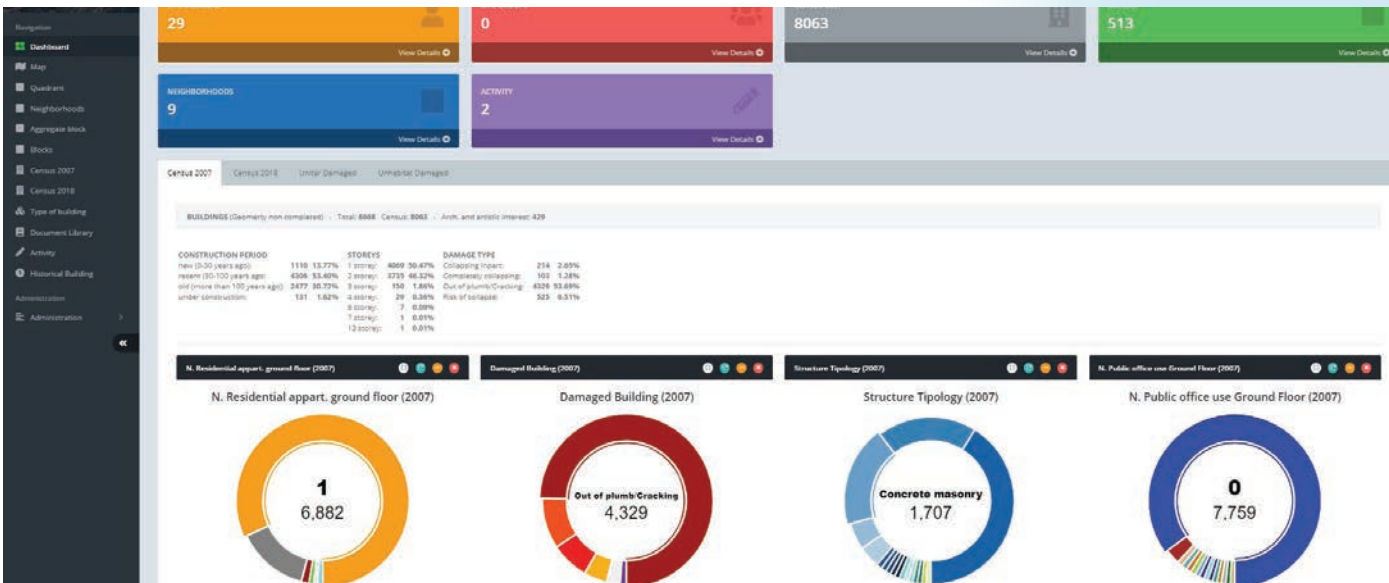 Navigation
Dashboard
Map
Quadrant
Neighborhoods
Aggregate block
Blocks
Census 2007
Census 2018
Type of building
Document Library
Activity
Historical Building
Administration
Administration
29
View Details
0
View Details
8063
View Details
513
View Details
NEIGHBORHOODS
9
View Details
ACTIVITY
2
View Details
Census 2007 Census 2018 Unitar Damaged Unhabitat Damaged
BUILDINGS (Geomerty non completed) - Total: 8668 Census: 8063 - Arch. and artistic interest: 429
CONSTRUCTION PERIOD
new (0-30 years ago): 1110 13.77%
recent (30-100 years ago): 4306 53.40%
old (more than 100 years ago): 2477 30.72%
under construction: 131 1.62%
STOREYS
1 storey: 4069 50.47%
2 storey: 3735 46.32%
3 storey: 150 1.86%
4 storey: 29 0.36%
6 storey: 7 0.09%
7 storey: 1 0.01%
13 storey: 1 0.01%
DAMAGE TYPE
Collapsing inpart: 214 2.65%
Completely collapsing: 103 1.28%
Out of plumb/Cracking: 4329 53.69%
Risk of collapse: 525 6.51%
N. Residential appart. ground floor (2007)
N. Residential appart. ground floor (2007)
1
6,882
Damaged Building (2007)
Damaged Building (2007)
Out of plumb/Cracking
4,329
Structure Tipology (2007)
Structure Tipology (2007)
Concrete masonry
1,707
N. Public office use Ground Floor (2007)
N. Public office use Ground Floor (2007)
0
7,759